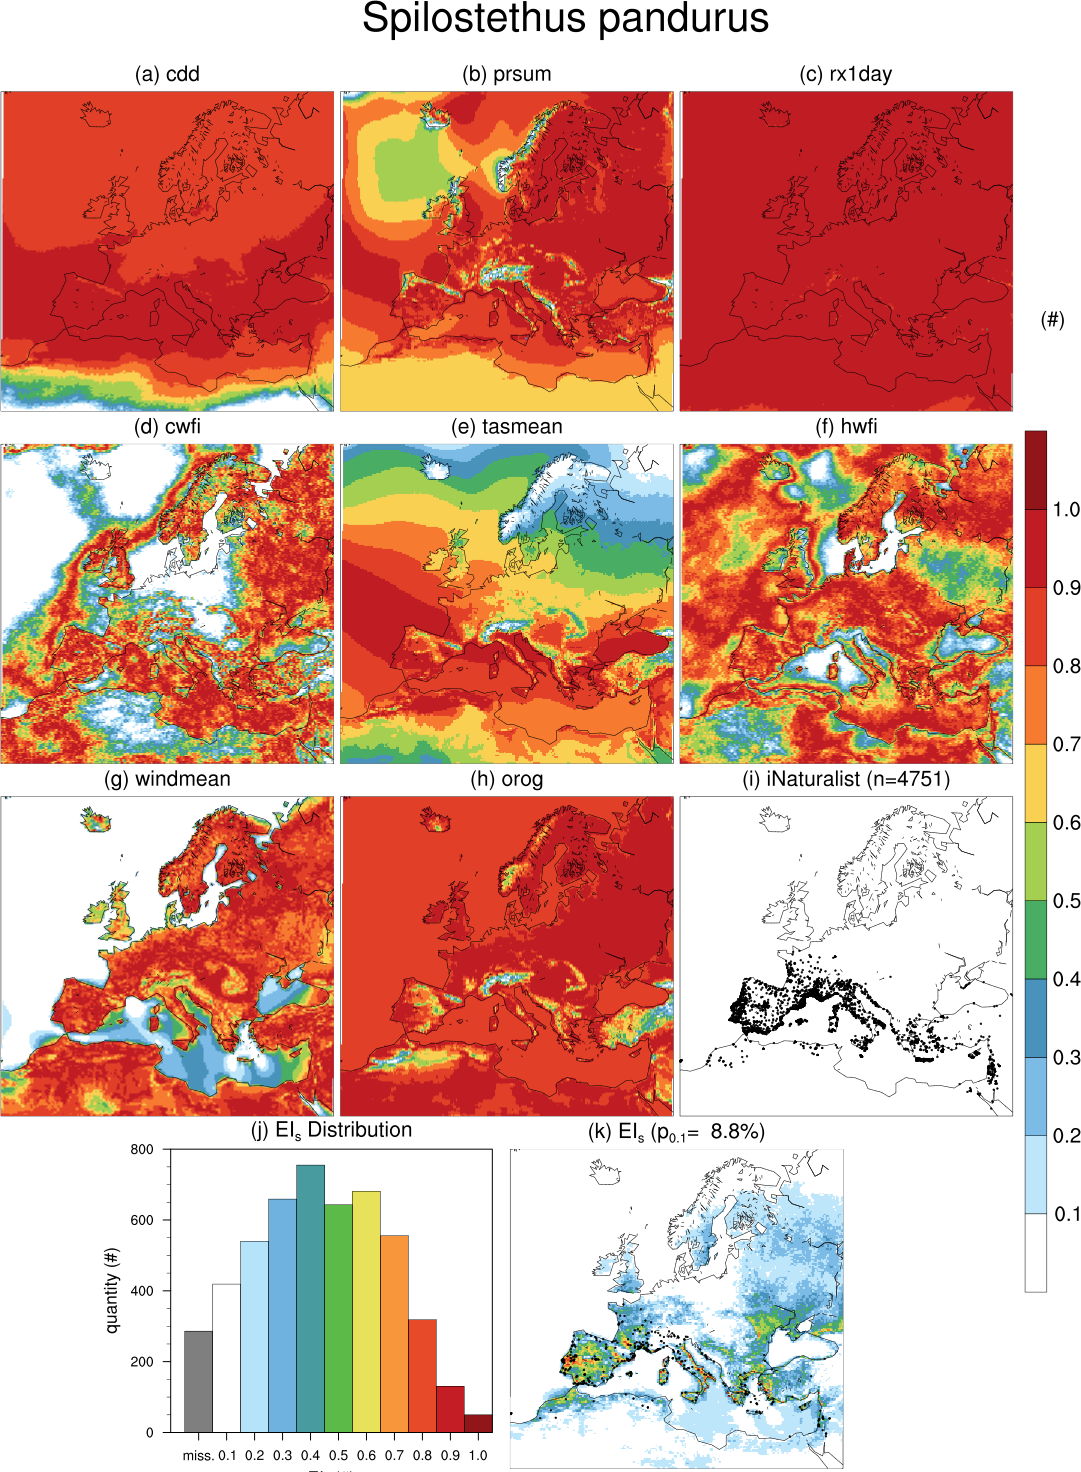 Spilostethus pandurus
(a) cdd
(b) prsum
(c) rx1day
(#)
(d) cwfi
(e) tasmean
(f) hwfi
1.0
0.9
0.8
0.7
0.6
0.5
0.4
0.3
0.2
0.1
(g) windmean
(h) orog
(i) iNaturalist (n=4751)
(j) EIs Distribution
(k) EIs (p0.1= 8.8%)
quantity (#)
800
600
400
200
0
miss. 0.1 0.2 0.3 0.4 0.5 0.6 0.7 0.8 0.9 1.0